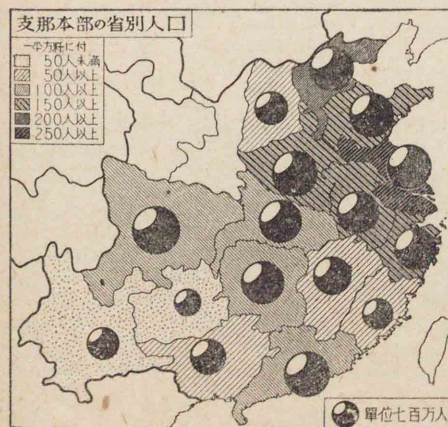 支那本部の省別人口
一平方粁に付
50人未満
50人以上
100人以上
150人以上
200人以上
250人以上
單位七百万人